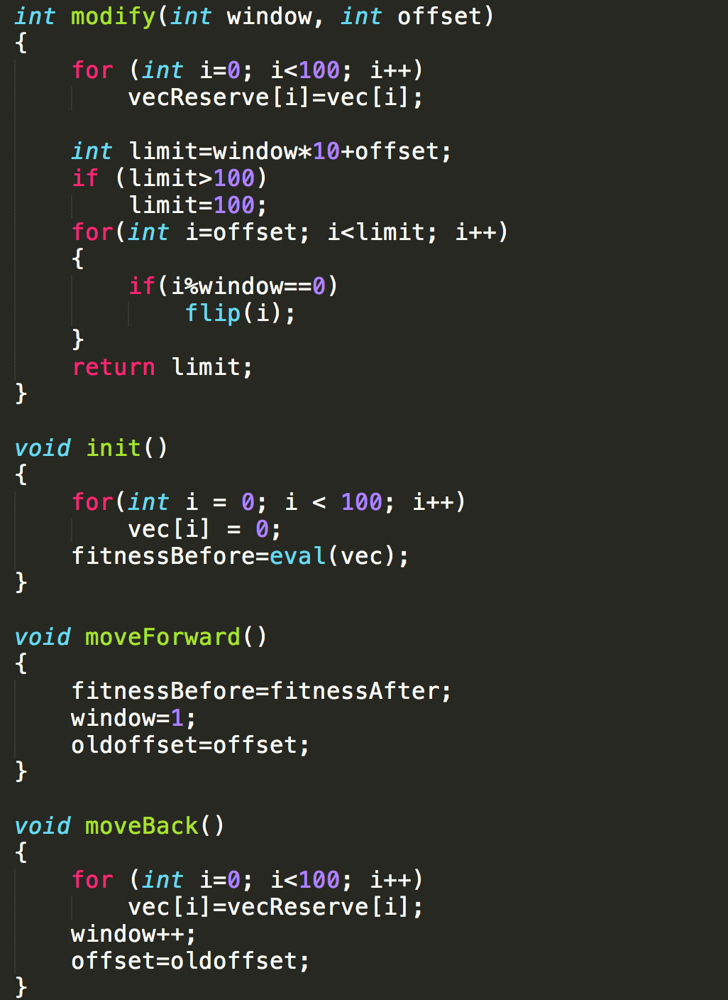 int modify(int window, int offset)
{
    for (int i=0; i<100; i++)
        vecReserve[i]=vec[i];

    int limit=window*10+offset;
    if (limit>100)
        limit=100;
    for(int i=offset; i<limit; i++)
    {
        if(i%window==0)
            flip(i);
    }
    return limit;
}

void init()
{
    for(int i = 0; i < 100; i++)
        vec[i] = 0;
    fitnessBefore=eval(vec);
}

void moveForward()
{
    fitnessBefore=fitnessAfter;
    window=1;
    oldoffset=offset;
}

void moveBack()
{
    for (int i=0; i<100; i++)
        vec[i]=vecReserve[i];
    window++;
    offset=oldoffset;
}